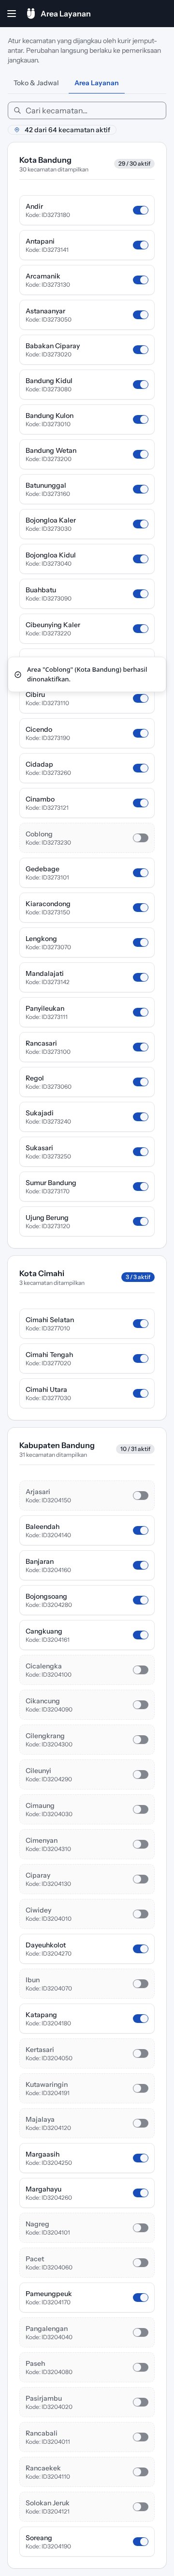 Area Layanan
Atur kecamatan yang dijangkau oleh kurir jemput-
antar. Perubahan langsung berlaku ke pemeriksaan
jangkauan.
Toko & Jadwal
Area Layanan
Cari kecamatan...
42 dari 64 kecamatan aktif
Kota Bandung
29 / 30 aktif
30 kecamatan ditampilkan
Andir
Kode: ID3273180
Antapani
Kode: ID3273141
Arcamanik
Kode: ID3273130
Astanaanyar
Kode: ID3273050
Babakan Ciparay
Kode: ID3273020
Bandung Kidul
Kode: ID3273080
Bandung Kulon
Kode: ID3273010
Bandung Wetan
Kode: ID3273200
Batununggal
Kode: ID3273160
Bojongloa Kaler
Kode: ID3273030
Bojongloa Kidul
Kode: ID3273040
Buahbatu
Kode: ID3273090
Cibeunying Kaler
Kode: ID3273220
Area "Coblong" (Kota Bandung) berhasil
dinonaktifkan.
Cibiru
Kode: ID3273110
Cicendo
Kode: ID3273190
Cidadap
Kode: ID3273260
Cinambo
Kode: ID3273121
Coblong
Kode: ID3273230
Gedebage
Kode: ID3273101
Kiaracondong
Kode: ID3273150
Lengkong
Kode: ID3273070
Mandalajati
Kode: ID3273142
Panyileukan
Kode: ID3273111
Rancasari
Kode: ID3273100
Regol
Kode: ID3273060
Sukajadi
Kode: ID3273240
Sukasari
Kode: ID3273250
Sumur Bandung
Kode: ID3273170
Ujung Berung
Kode: ID3273120
Kota Cimahi
3 / 3 aktif
3 kecamatan ditampilkan
Cimahi Selatan
Kode: ID3277010
Cimahi Tengah
Kode: ID3277020
Cimahi Utara
Kode: ID3277030
Kabupaten Bandung
10 / 31 aktif
31 kecamatan ditampilkan
Arjasari
Kode: ID3204150
Baleendah
Kode: ID3204140
Banjaran
Kode: ID3204160
Bojongsoang
Kode: ID3204280
Cangkuang
Kode: ID3204161
Cicalengka
Kode: ID3204100
Cikancung
Kode: ID3204090
Cilengkrang
Kode: ID3204300
Cileunyi
Kode: ID3204290
Cimaung
Kode: ID3204030
Cimenyan
Kode: ID3204310
Ciparay
Kode: ID3204130
Ciwidey
Kode: ID3204010
Dayeuhkolot
Kode: ID3204270
Ibun
Kode: ID3204070
Katapang
Kode: ID3204180
Kertasari
Kode: ID3204050
Kutawaringin
Kode: ID3204191
Majalaya
Kode: ID3204120
Margaasih
Kode: ID3204250
Margahayu
Kode: ID3204260
Nagreg
Kode: ID3204101
Pacet
Kode: ID3204060
Pameungpeuk
Kode: ID3204170
Pangalengan
Kode: ID3204040
Paseh
Kode: ID3204080
Pasirjambu
Kode: ID3204020
Rancabali
Kode: ID3204011
Rancaekek
Kode: ID3204110
Solokan Jeruk
Kode: ID3204121
Soreang
Kode: ID3204190